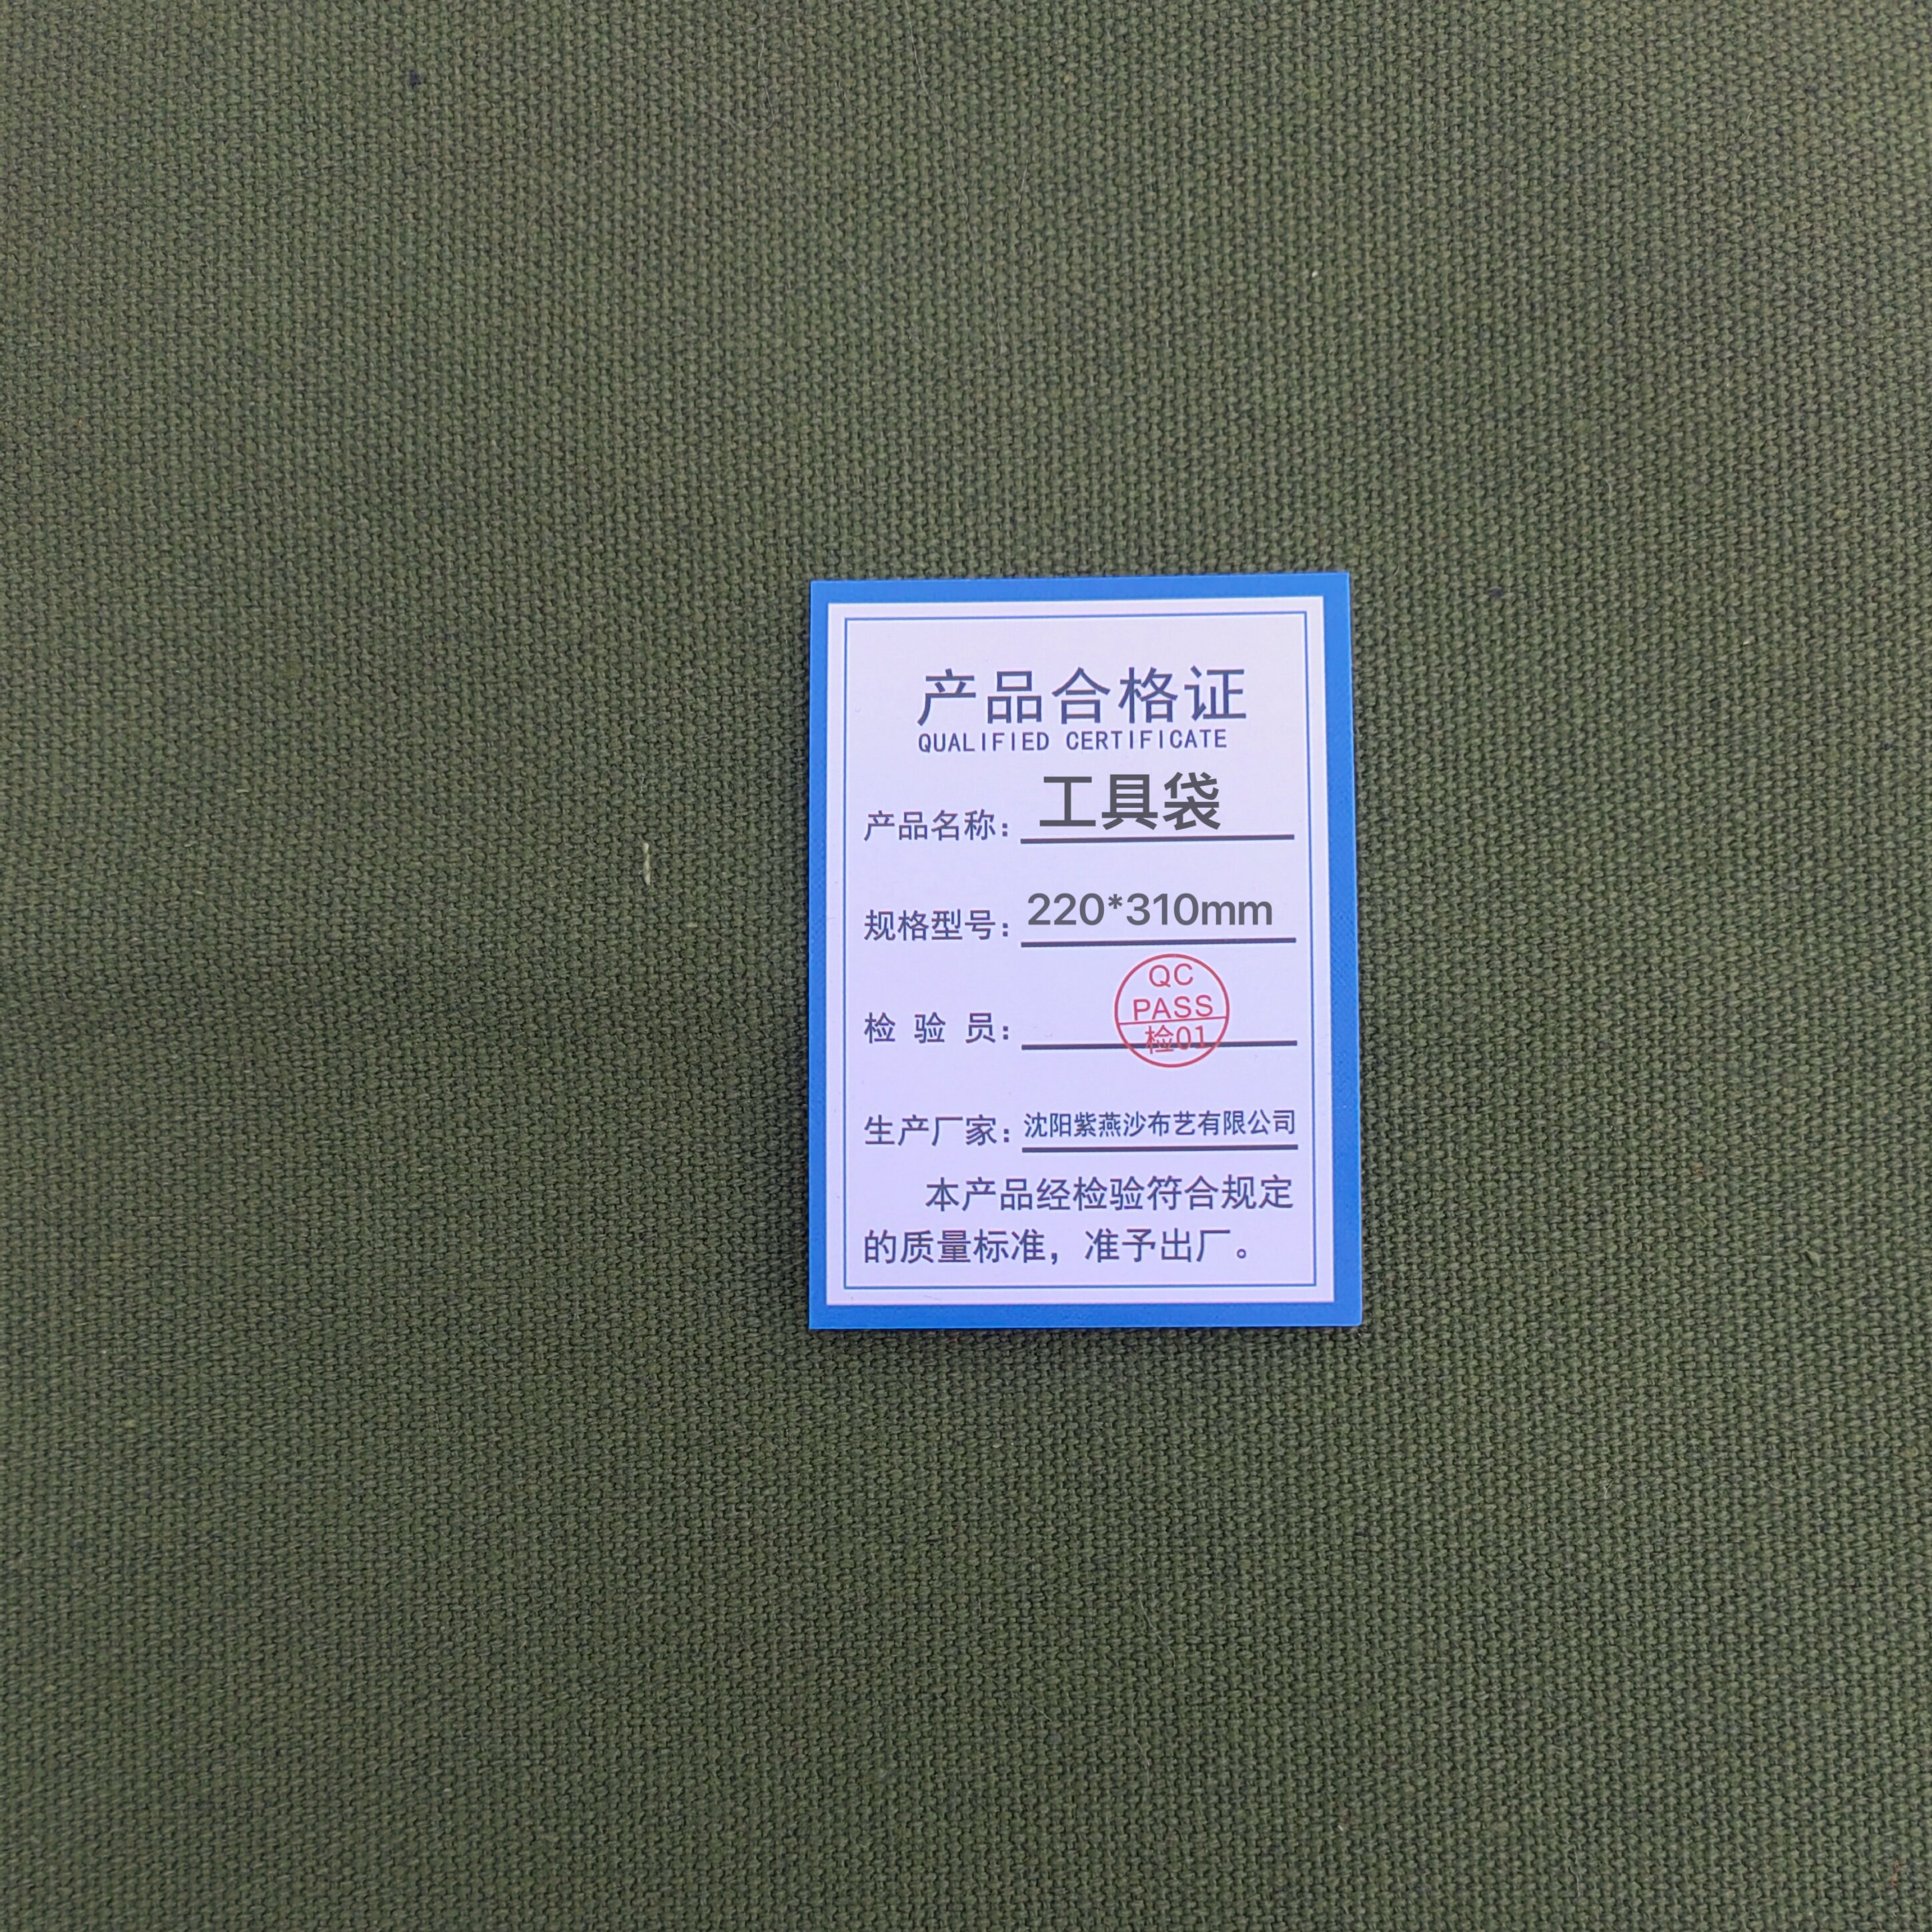 产品合格证
QUALIFIED CERTIFICATE
产品名称: 工具袋
规格型号: 220*310mm
QC
PASS
检验员: 检01
生产厂家: 沈阳紫燕沙布艺有限公司
本产品经检验符合规定
的质量标准，准予出厂。